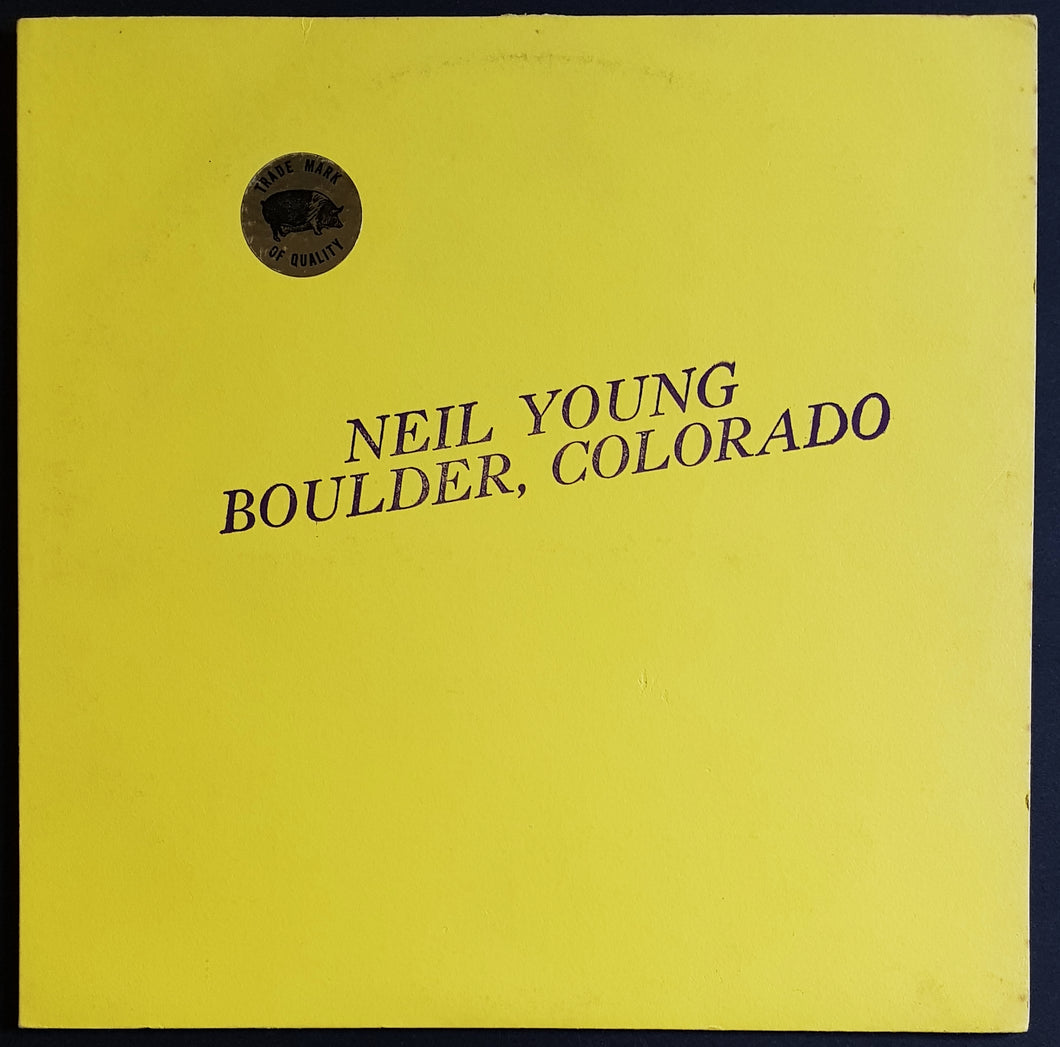 TRADE MARK
OF QUALITY
NEIL YOUNG
BOULDER, COLORADO